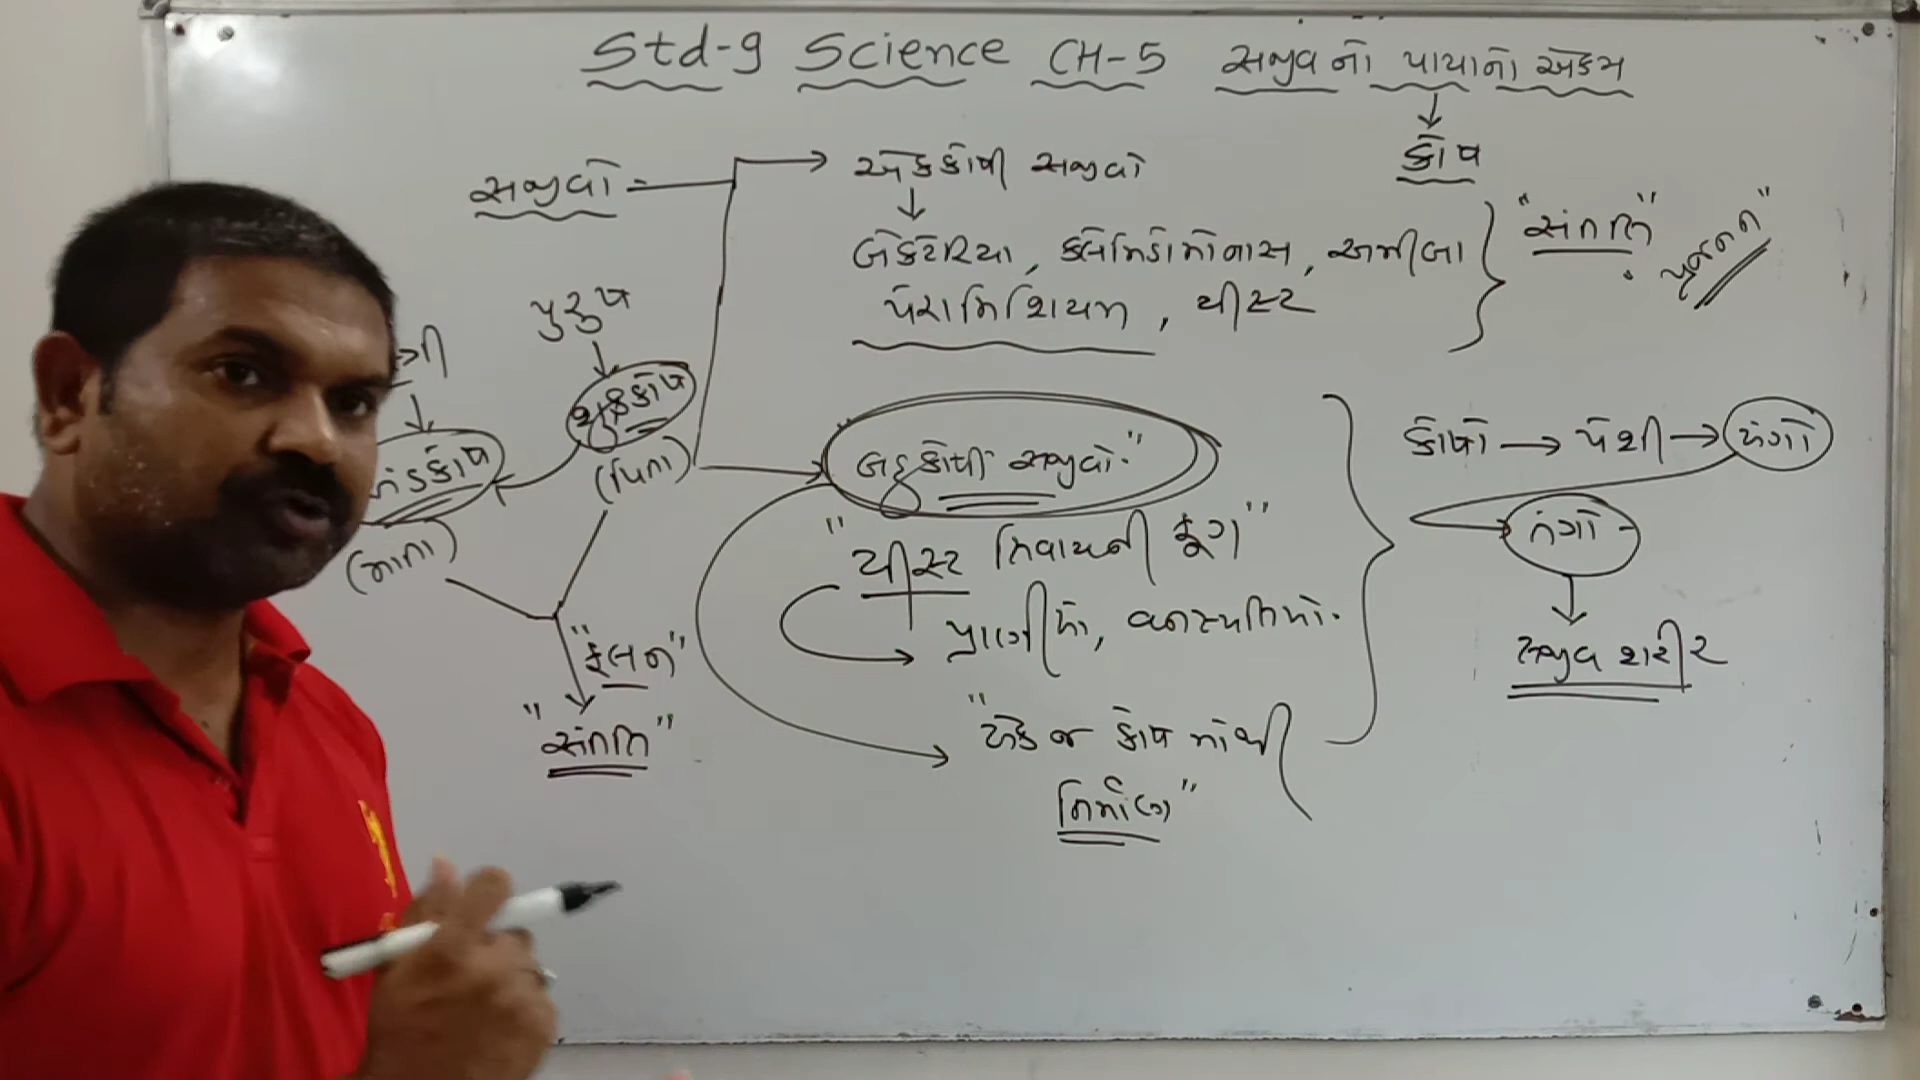 Std-9 Science CH-5 સજીવનો પાયાનો એકમ
કોષ
સજીવો
એકકોષી સજીવો
બેક્ટેરિયા, ક્લેમિડોમોનાસ, અમીબા
પેરામિશિયમ, યીસ્ટ
"સંતતિ"
પ્રજનન"
પુરુષ
શુક્રકોષ
(પિતા)
અંડકોષ
(માતા)
"ફલન"
"સંતતિ"
બહુકોષી સજીવો."
"યીસ્ટ સિવાયની ફૂગ"
પ્રાણીઓ, વનસ્પતિઓ.
"એક જ કોષ માંથી
નિર્માણ"
કોષો → પેશી → અંગો
તંત્રો -
સજીવ શરીર